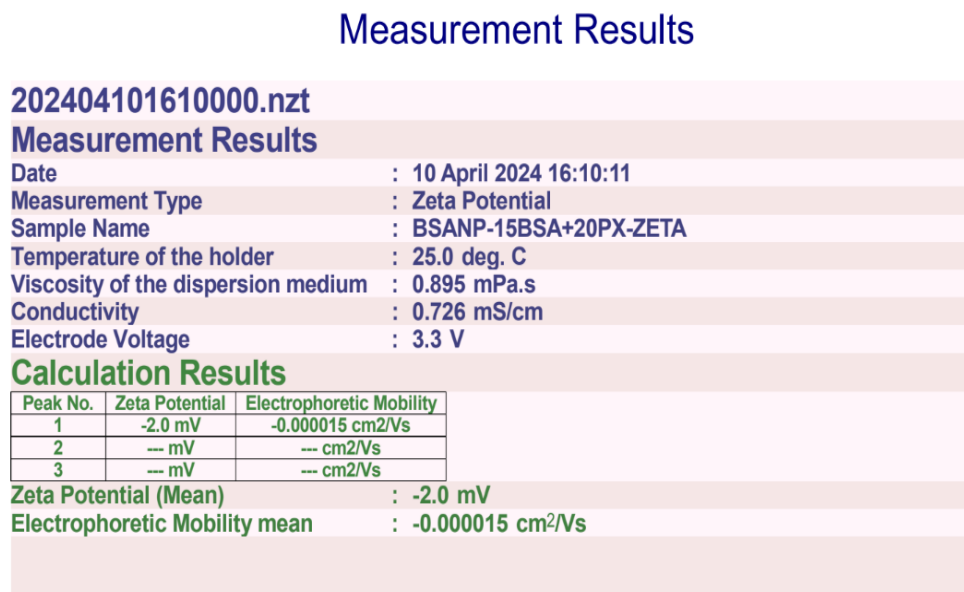 Measurement Results
202404101610000.nzt
Measurement Results
Date : 10 April 2024 16:10:11
Measurement Type : Zeta Potential
Sample Name : BSANP-15BSA+20PX-ZETA
Temperature of the holder : 25.0 deg. C
Viscosity of the dispersion medium : 0.895 mPa.s
Conductivity : 0.726 mS/cm
Electrode Voltage : 3.3 V
Calculation Results
Peak No. Zeta Potential Electrophoretic Mobility
1 -2.0 mV -0.000015 cm2/Vs
2 --- mV --- cm2/Vs
3 --- mV --- cm2/Vs
Zeta Potential (Mean) : -2.0 mV
Electrophoretic Mobility mean : -0.000015 cm²/Vs